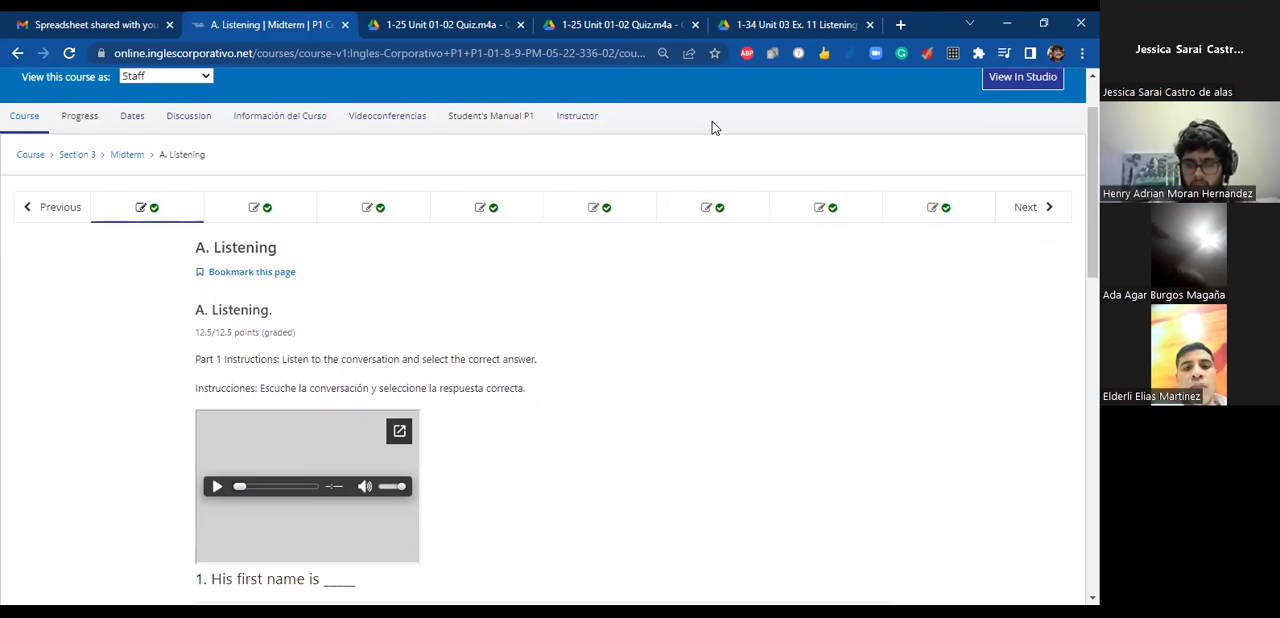 Spreadsheet shared with you
A. Listening | Midterm | P1 C
1-25 Unit 01-02 Quiz.m4a - G
1-25 Unit 01-02 Quiz.m4a - G
1-34 Unit 03 Ex. 11 Listening
online.inglescorporativo.net/courses/course-v1:Ingles-Corporativo+P1+P1-01-8-9-PM-05-22-336-02/cou...
ABP
View this course as:
Staff
View In Studio
Course
Progress
Dates
Discussion
Información del Curso
Videoconferencias
Student's Manual P1
Instructor
Course > Section 3 > Midterm > A. Listening
Previous
Next
A. Listening
Bookmark this page
A. Listening.
12.5/12.5 points (graded)
Part 1 Instructions: Listen to the conversation and select the correct answer.
Instrucciones: Escuche la conversación y seleccione la respuesta correcta.
--:--
1. His first name is _____
Jessica Sarai Castr...
Jessica Sarai Castro de alas
Henry Adrian Moran Hernandez
Ada Agar Burgos Magaña
Elderli Elias Martinez